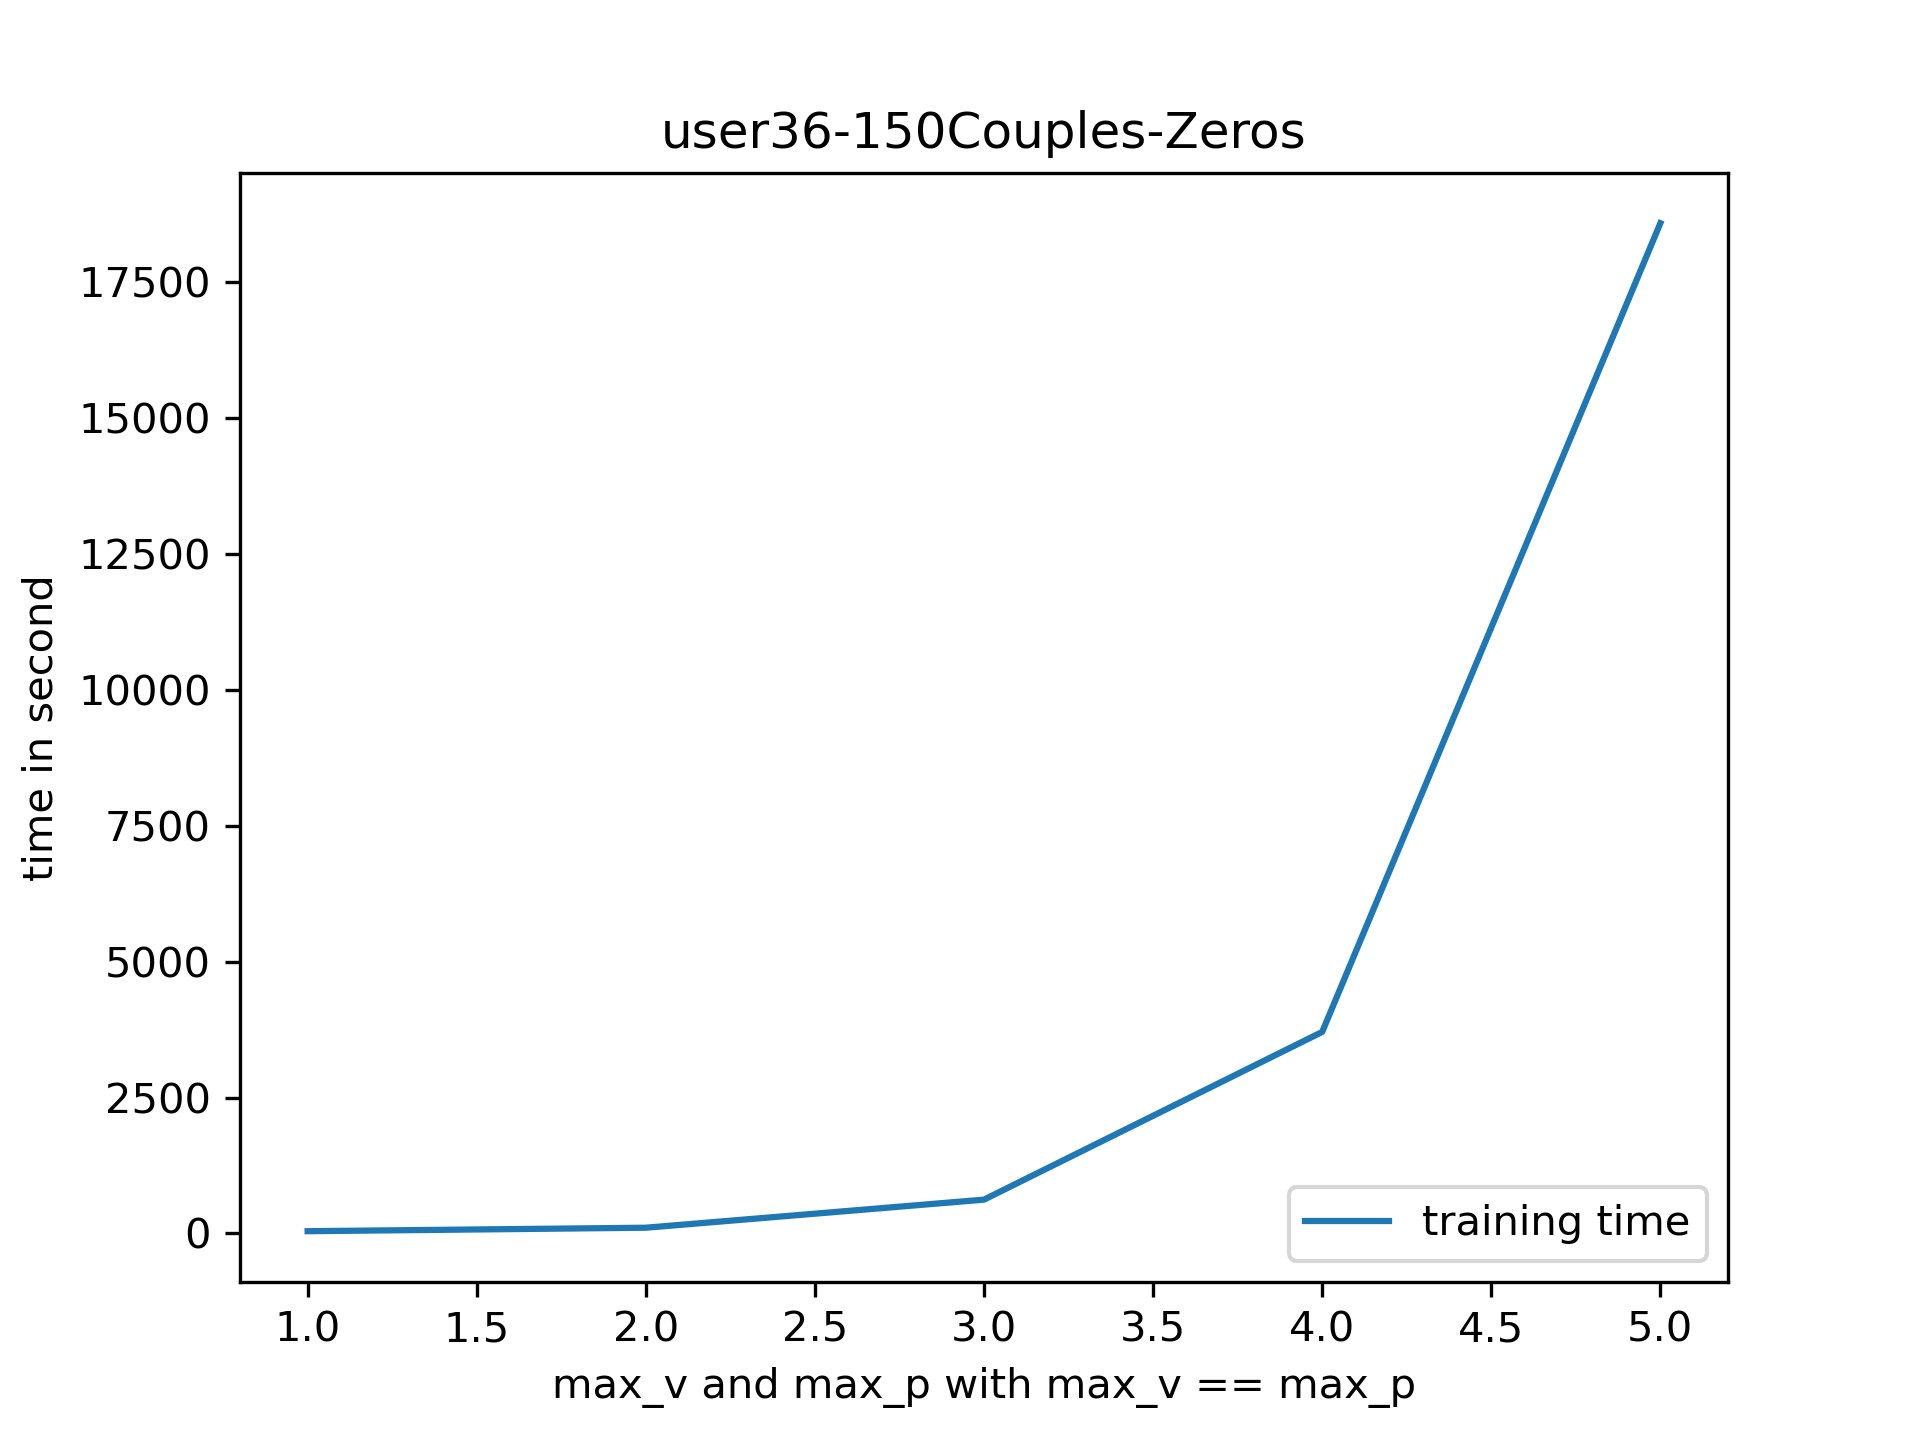 user36-150Couples-Zeros
time in second
17500
15000
12500
10000
7500
5000
2500
0
training time
1.0 1.5 2.0 2.5 3.0 3.5 4.0 4.5 5.0
max_v and max_p with max_v == max_p